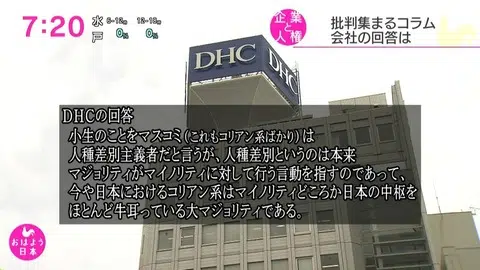 7:20
水戸
6-12時 12-18時
0% 0%
企業と人権
批判集まるコラム
会社の回答は
DHC
DHC
DHCの回答
小生のことをマスコミ（これもコリアン系ばかり）は
人種差別主義者だと言うが、人種差別というのは本来
マジョリティがマイノリティに対して行う言動を指すのであって、
今や日本におけるコリアン系はマイノリティどころか日本の中枢を
ほとんど牛耳っている大マジョリティである。
おはよう
日本